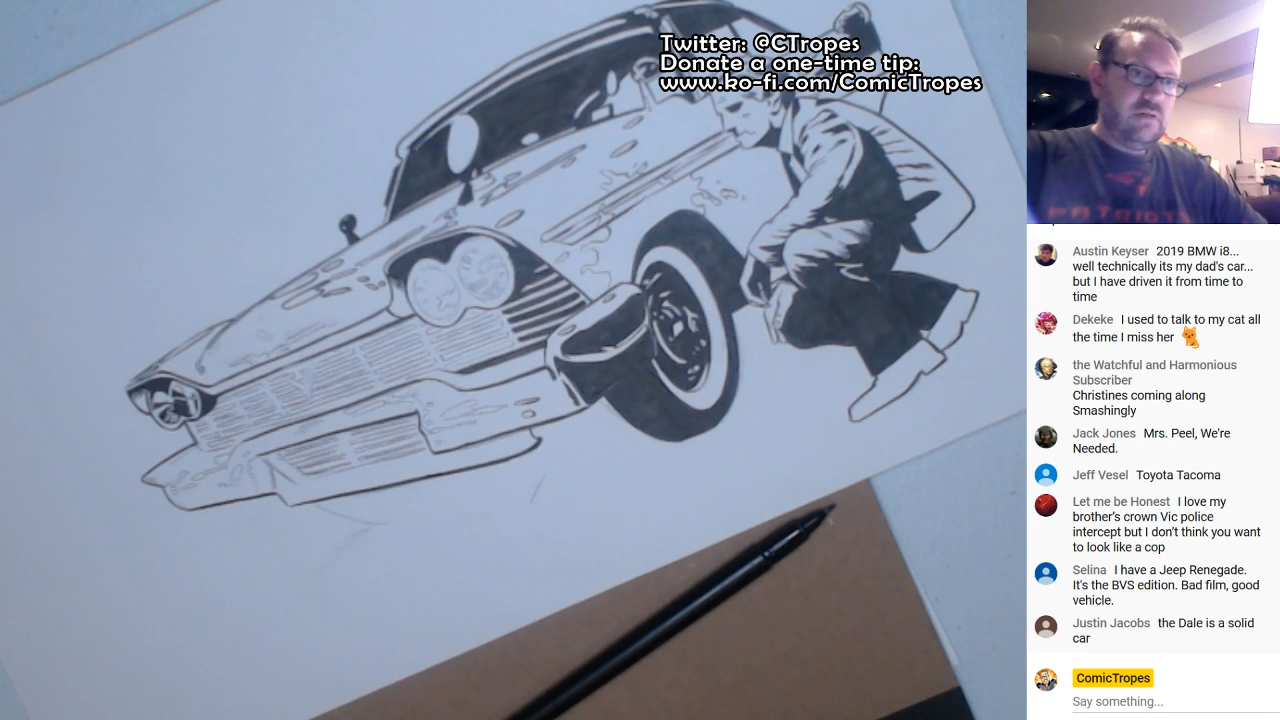 Twitter: @CTropes
Donate a one-time tip:
www.ko-fi.com/ComicTropes
PATRIOTS
Austin Keyser 2019 BMW i8...
well technically its my dad's car...
but I have driven it from time to
time
Dekeke I used to talk to my cat all
the time I miss her
the Watchful and Harmonious
Subscriber
Christines coming along
Smashingly
Jack Jones Mrs. Peel, We're
Needed.
Jeff Vesel Toyota Tacoma
Let me be Honest I love my
brother's crown Vic police
intercept but I don't think you want
to look like a cop
Selina I have a Jeep Renegade.
It's the BVS edition. Bad film, good
vehicle.
Justin Jacobs the Dale is a solid
car
ComicTropes
Say something...